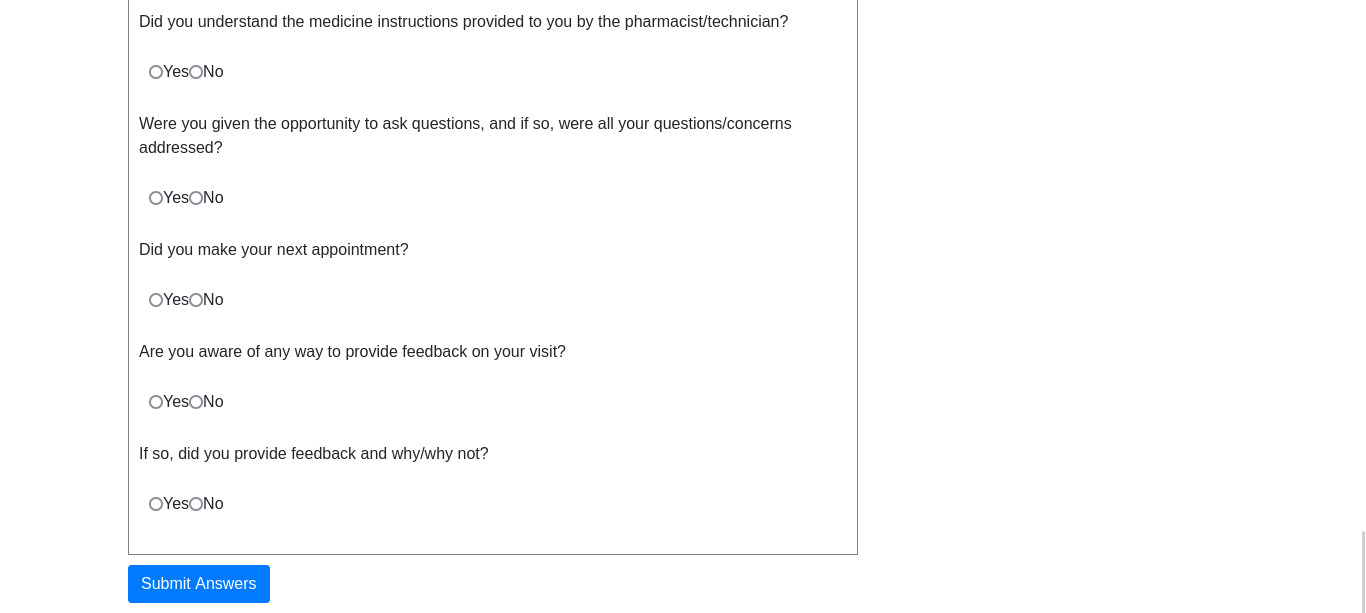 Did you understand the medicine instructions provided to you by the pharmacist/technician?
Yes No
Were you given the opportunity to ask questions, and if so, were all your questions/concerns
addressed?
Yes No
Did you make your next appointment?
Yes No
Are you aware of any way to provide feedback on your visit?
Yes No
If so, did you provide feedback and why/why not?
Yes No
Submit Answers